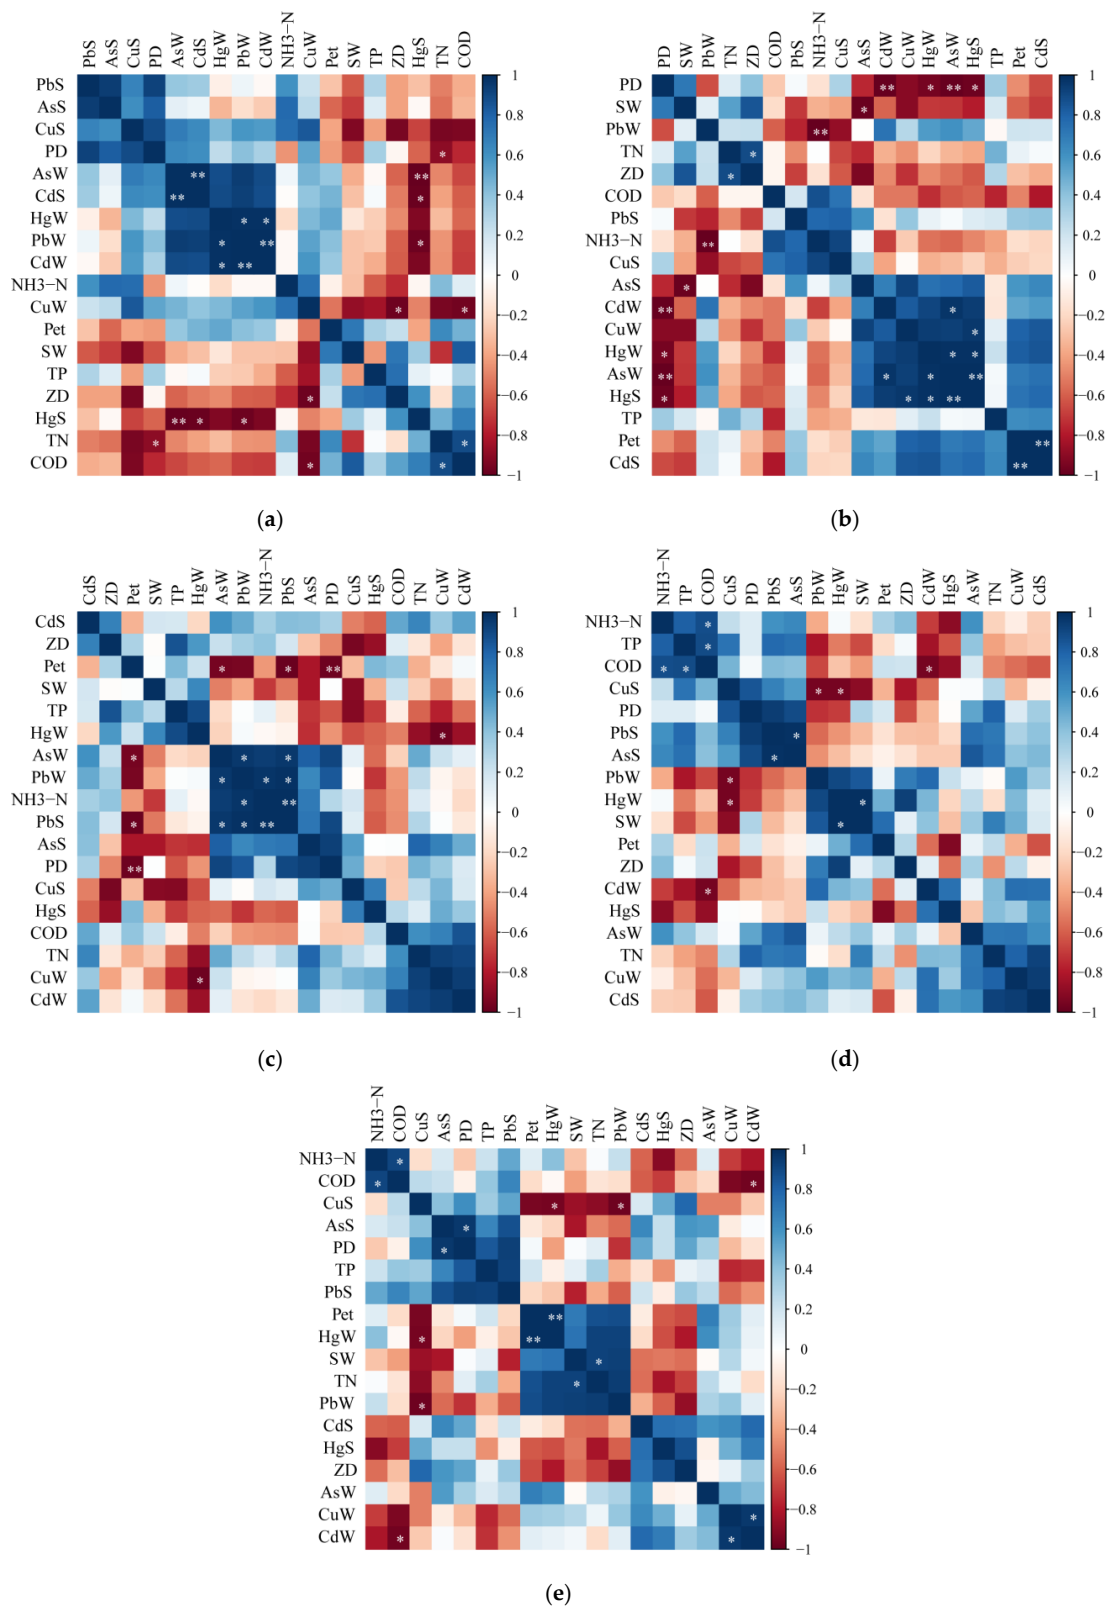 PbS AsS CuS PD AsW CdS HgW PbW CdW NH3−N CuW Pet SW TP ZD HgS TN COD
PbS 1
AsS 0.8
CuS
PD * 0.6
AsW ** **
CdS ** * 0.4
HgW * *
PbW * ** * 0.2
CdW * **
NH3−N 0
CuW * *
Pet −0.2
SW
TP −0.4
ZD *
HgS ** * * −0.6
TN * * −0.8
COD * *
−1
(a)
PD SW PbW TN ZD COD PbS NH3−N CuS AsS CdW CuW HgW AsW HgS TP Pet CdS
PD ** * ** * 1
SW * 0.8
PbW **
TN * 0.6
ZD *
COD 0.4
PbS
NH3−N ** 0.2
CuS
AsS * 0
CdW ** *
CuW * −0.2
HgW * * *
AsW ** * * ** −0.4
HgS * * * **
TP −0.6
Pet ** −0.8
CdS **
−1
(b)
CdS ZD Pet SW TP HgW AsW PbW NH3−N PbS AsS PD CuS HgS COD TN CuW CdW
CdS 1
ZD 0.8
Pet * * **
SW 0.6
TP
HgW * 0.4
AsW * * *
PbW * * * 0.2
NH3−N * **
PbS * * * ** 0
AsS
PD ** −0.2
CuS
HgS −0.4
COD
TN −0.6
CuW * −0.8
CdW
−1
(c)
NH3−N TP COD CuS PD PbS AsS PbW HgW SW Pet ZD CdW HgS AsW TN CuW CdS
NH3−N * 1
TP * 0.8
COD * * *
CuS * * 0.6
PD
PbS * 0.4
AsS *
PbW * 0.2
HgW * *
SW * 0
Pet
ZD −0.2
CdW *
HgS −0.4
AsW
TN −0.6
CuW −0.8
CdS
−1
(d)
NH3−N COD CuS AsS PD TP PbS Pet HgW SW TN PbW CdS HgS ZD AsW CuW CdW
NH3−N * 1
COD * * 0.8
CuS * *
AsS * 0.6
PD *
TP 0.4
PbS
Pet ** 0.2
HgW * **
SW * 0
TN *
PbW * −0.2
CdS
HgS −0.4
ZD
AsW −0.6
CuW * −0.8
CdW * *
−1
(e)